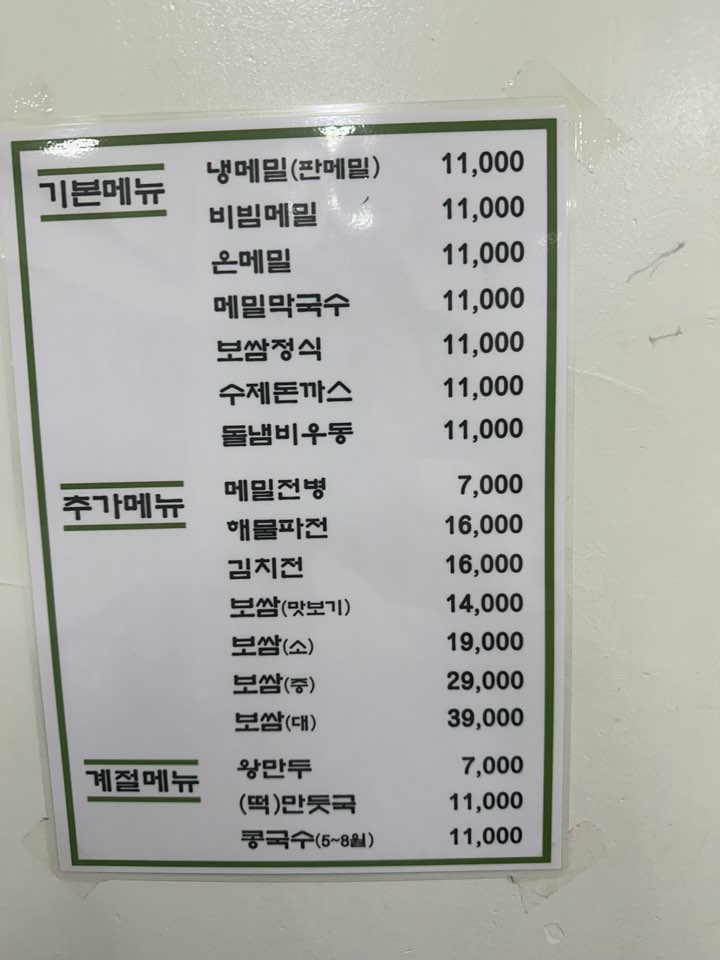 기본메뉴 냉메밀(판메밀) 11,000
비빔메밀 11,000
온메밀 11,000
메밀막국수 11,000
보쌈정식 11,000
수제돈까스 11,000
돌냄비우동 11,000
추가메뉴 메밀전병 7,000
해물파전 16,000
김치전 16,000
보쌈(맛보기) 14,000
보쌈(소) 19,000
보쌈(중) 29,000
보쌈(대) 39,000
계절메뉴 왕만두 7,000
(떡)만듯국 11,000
콩국수(5~8월) 11,000